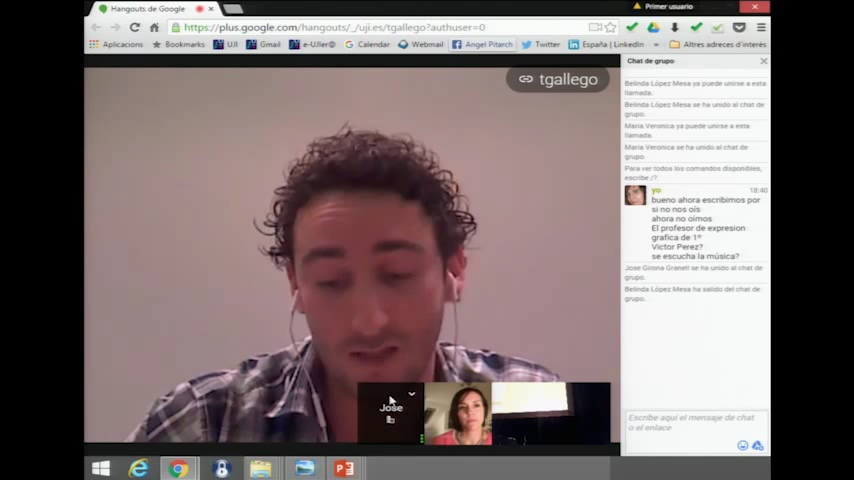 Hangouts de Google
Primer usuario
https://plus.google.com/hangouts/_/uji.es/tgallego?authuser=0
Aplicacions
Bookmarks
UJI
Gmail
e-UJIer@
Google
Calendar
Webmail
Angel Pitarch
Twitter
España | LinkedIn
»
Altres adreces d'interés
tgallego
Chat de grupo
Belinda López Mesa ya puede unirse a esta
llamada.
Belinda López Mesa se ha unido al chat de
grupo.
Maria Veronica ya puede unirse a esta
llamada.
Maria Veronica se ha unido al chat de
grupo.
Para ver todos los comandos disponibles,
escribe /?.
yo 18:40
bueno ahora escribimos por
si no nos ois
ahora no oimos
El profesor de expresion
grafica de 1º
Victor Perez?
se escucha la música?
Jose Girona Granell se ha unido al chat de
grupo.
Belinda López Mesa ha salido del chat de
grupo.
Jose
Escribe aquí el mensaje de chat
o el enlace